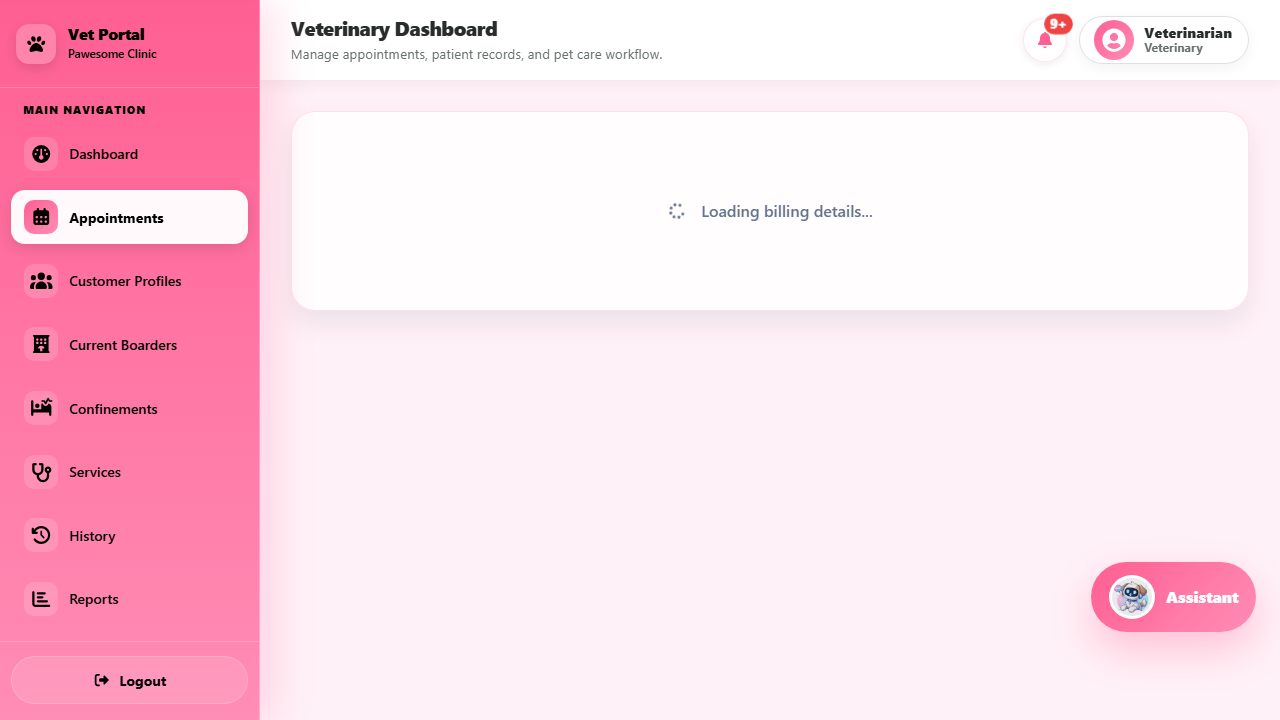 Vet Portal
Pawesome Clinic
MAIN NAVIGATION
Dashboard
Appointments
Customer Profiles
Current Boarders
Confinements
Services
History
Reports
Logout
Veterinary Dashboard
Manage appointments, patient records, and pet care workflow.
9+
Veterinarian
Veterinary
Loading billing details...
Assistant